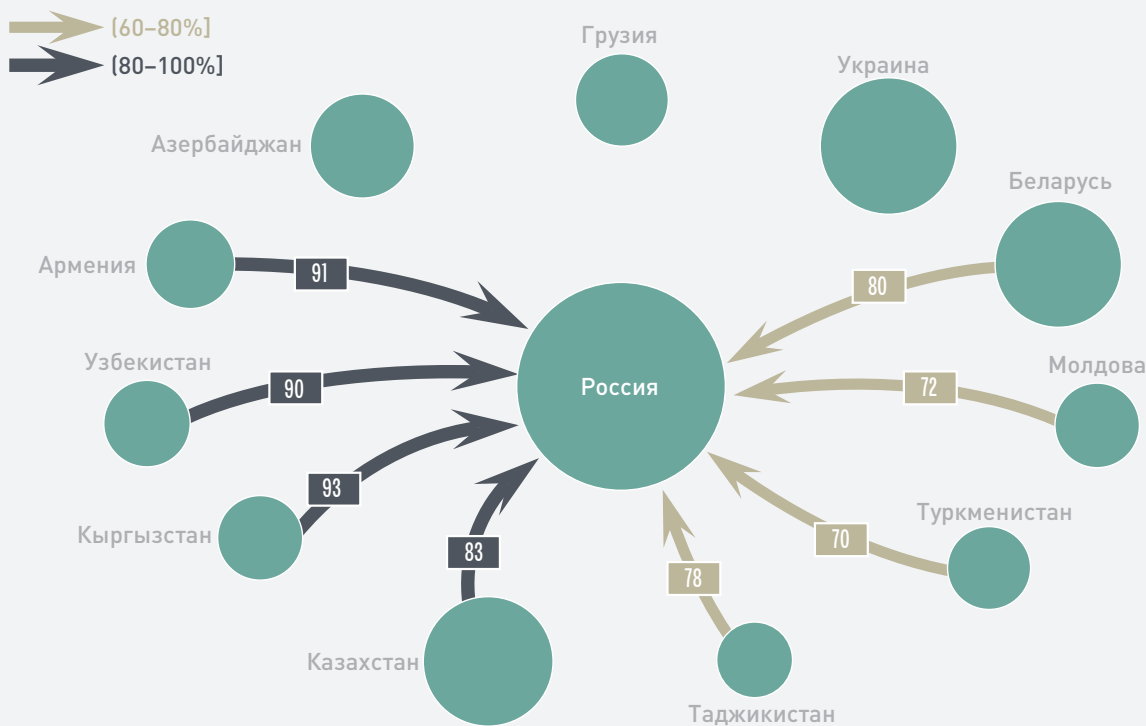 (60–80%]
(80–100%]
Грузия
Украина
Азербайджан
Беларусь
Армения
91
80
Узбекистан
Молдова
Россия
90
72
93
Кыргызстан
Туркменистан
70
83
78
Казахстан
Таджикистан